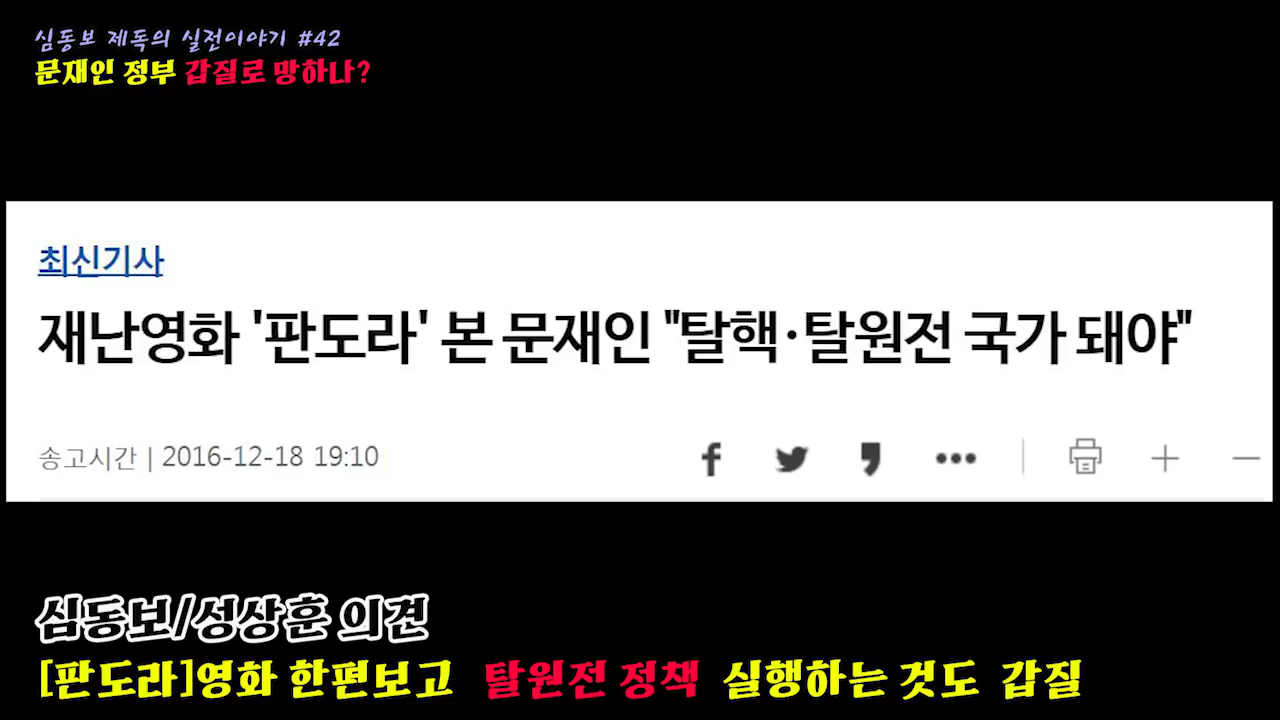 심동보 제독의 실전이야기 #42
문재인 정부 갑질로 망하나?
최신기사
재난영화 '판도라' 본 문재인 "탈핵·탈원전 국가 돼야"
송고시간 | 2016-12-18 19:10
심동보/성상훈 의견
[판도라]영화 한편보고 탈원전 정책 실행하는 것도 갑질